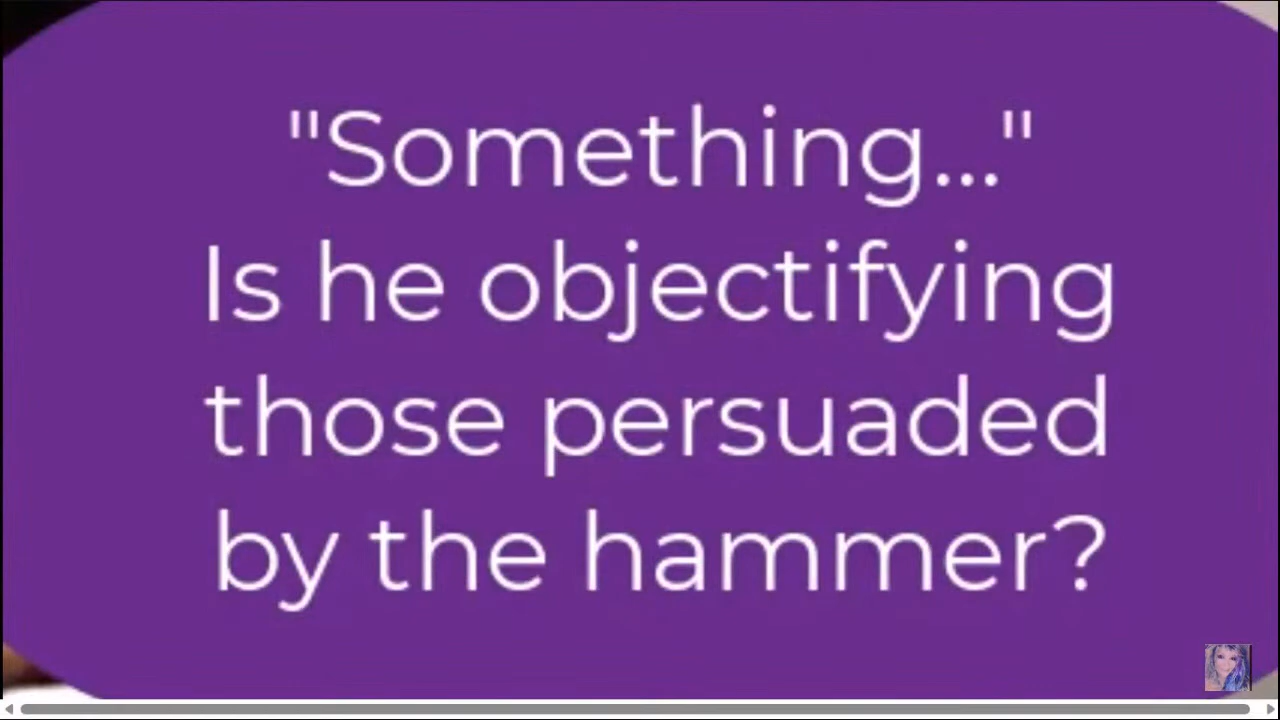 "Something..."
Is he objectifying
those persuaded
by the hammer?